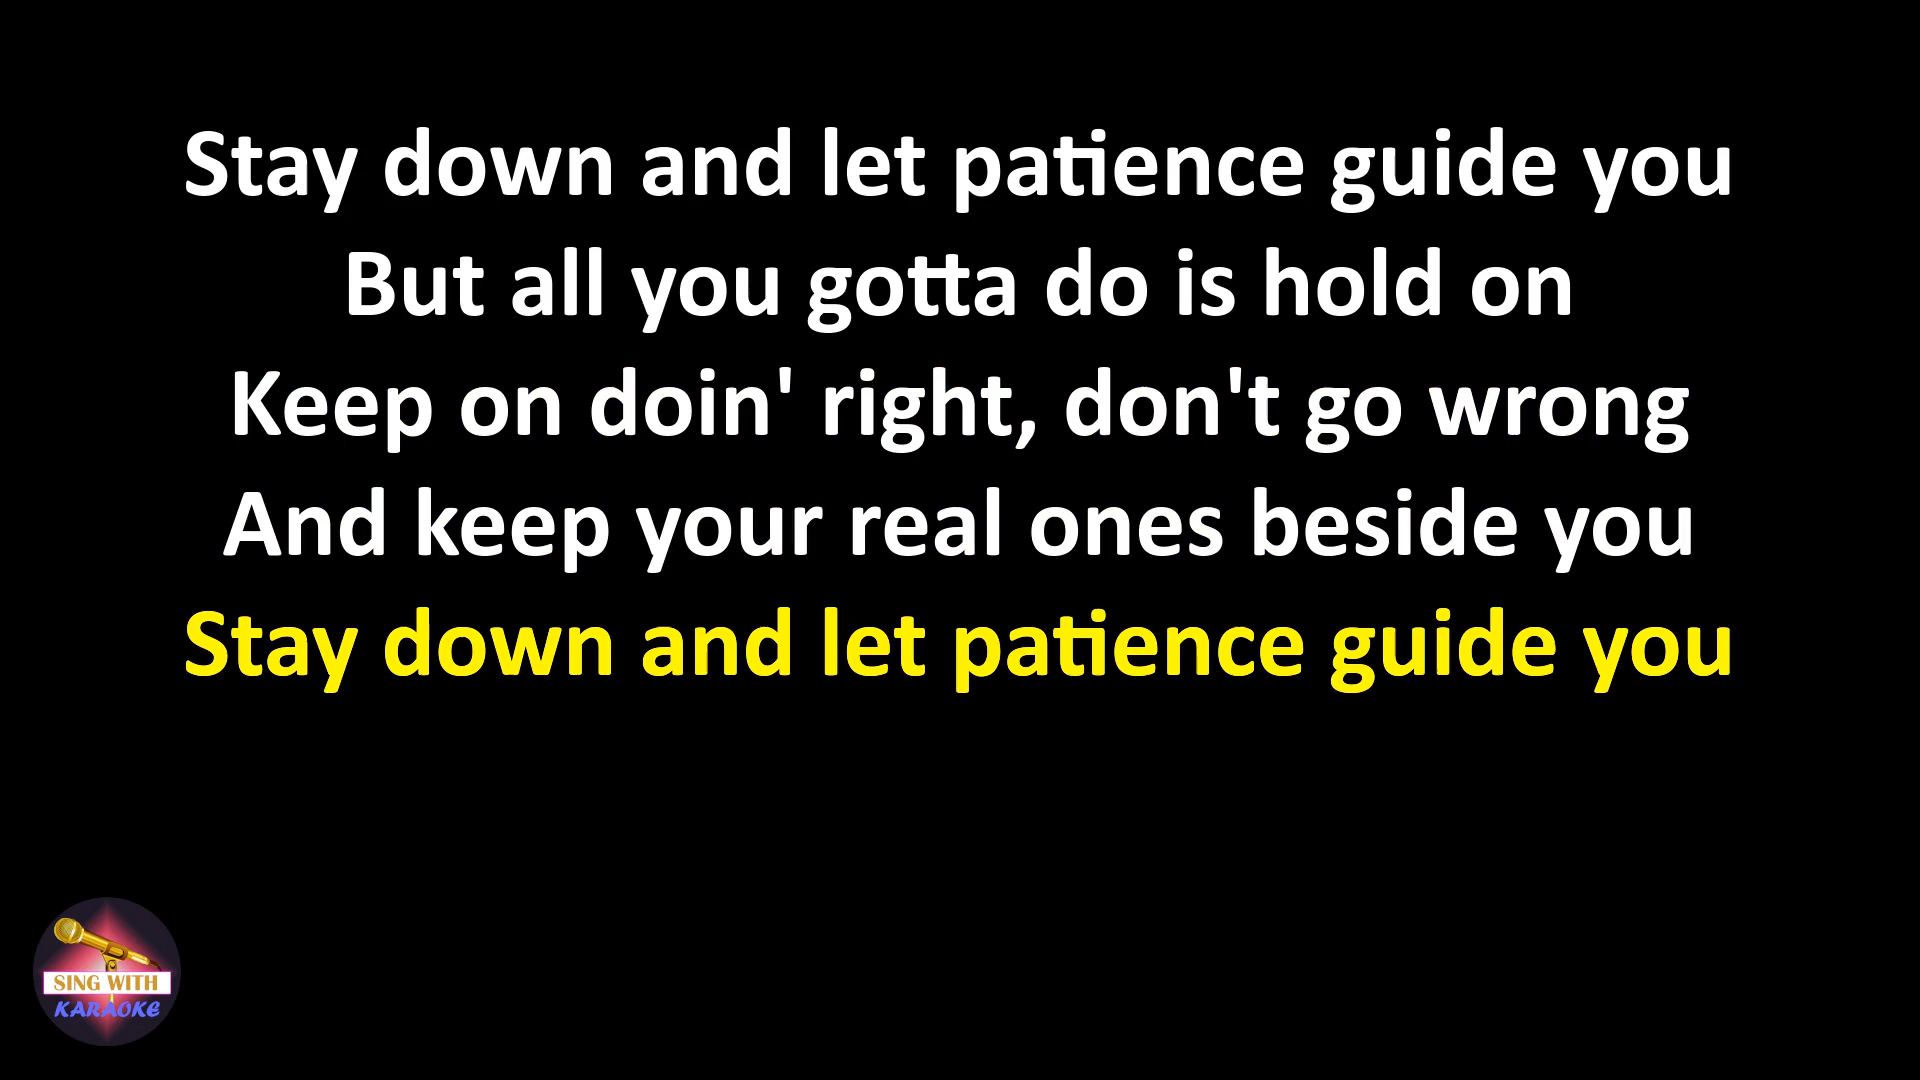 Stay down and let patience guide you
But all you gotta do is hold on
Keep on doin' right, don't go wrong
And keep your real ones beside you
Stay down and let patience guide you
SING WITH
KARAOKE